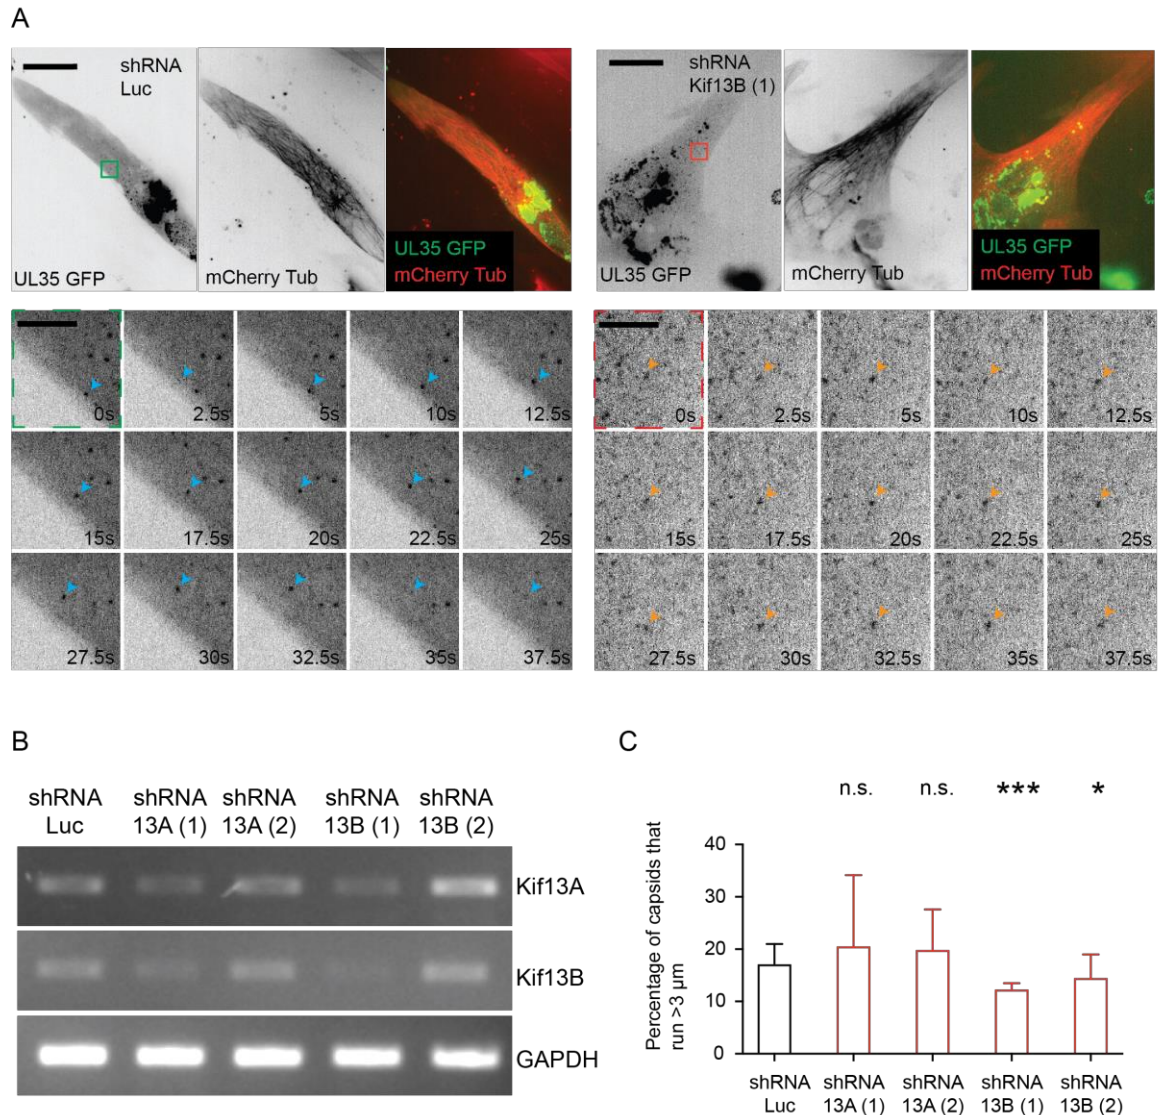 A
shRNA
Luc
UL35 GFP
mCherry Tub
UL35 GFP
mCherry Tub
shRNA
Kif13B (1)
UL35 GFP
mCherry Tub
UL35 GFP
mCherry Tub
0s 2.5s 5s 10s 12.5s
15s 17.5s 20s 22.5s 25s
27.5s 30s 32.5s 35s 37.5s
0s 2.5s 5s 10s 12.5s
15s 17.5s 20s 22.5s 25s
27.5s 30s 32.5s 35s 37.5s
B
shRNA shRNA shRNA shRNA shRNA
Luc 13A (1) 13A (2) 13B (1) 13B (2)
Kif13A
Kif13B
GAPDH
C
n.s. n.s. *** *
Percentage of capsids that
run >3 µm
40
30
20
10
0
shRNA shRNA shRNA shRNA shRNA
Luc 13A (1) 13A (2) 13B (1) 13B (2)